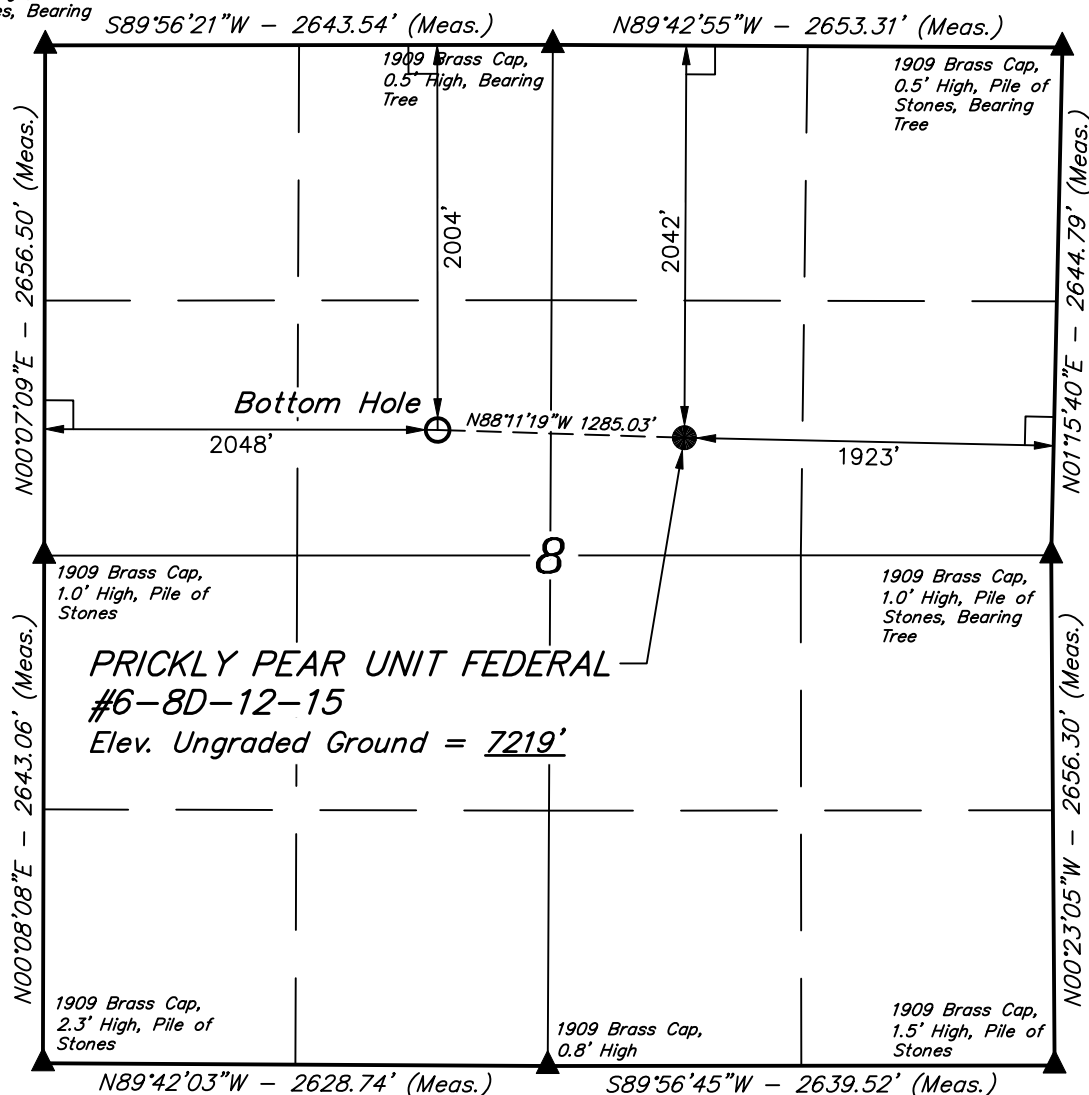 es, Bearing
S89°56'21"W - 2643.54' (Meas.)
N89°42'55"W - 2653.31' (Meas.)
1909 Brass Cap,
0.5' High, Bearing
Tree
1909 Brass Cap,
0.5' High, Pile of
Stones, Bearing
Tree
N00°07'09"E - 2656.50' (Meas.)
N01°15'40"E - 2644.79' (Meas.)
2004'
2042'
Bottom Hole
N88°11'19"W 1285.03'
2048'
1923'
8
1909 Brass Cap,
1.0' High, Pile of
Stones
1909 Brass Cap,
1.0' High, Pile of
Stones, Bearing
Tree
PRICKLY PEAR UNIT FEDERAL
#6-8D-12-15
Elev. Ungraded Ground = 7219'
N00°08'08"E - 2643.06' (Meas.)
N00°23'05"W - 2656.30' (Meas.)
1909 Brass Cap,
2.3' High, Pile of
Stones
1909 Brass Cap,
0.8' High
1909 Brass Cap,
1.5' High, Pile of
Stones
N89°42'03"W - 2628.74' (Meas.)
S89°56'45"W - 2639.52' (Meas.)